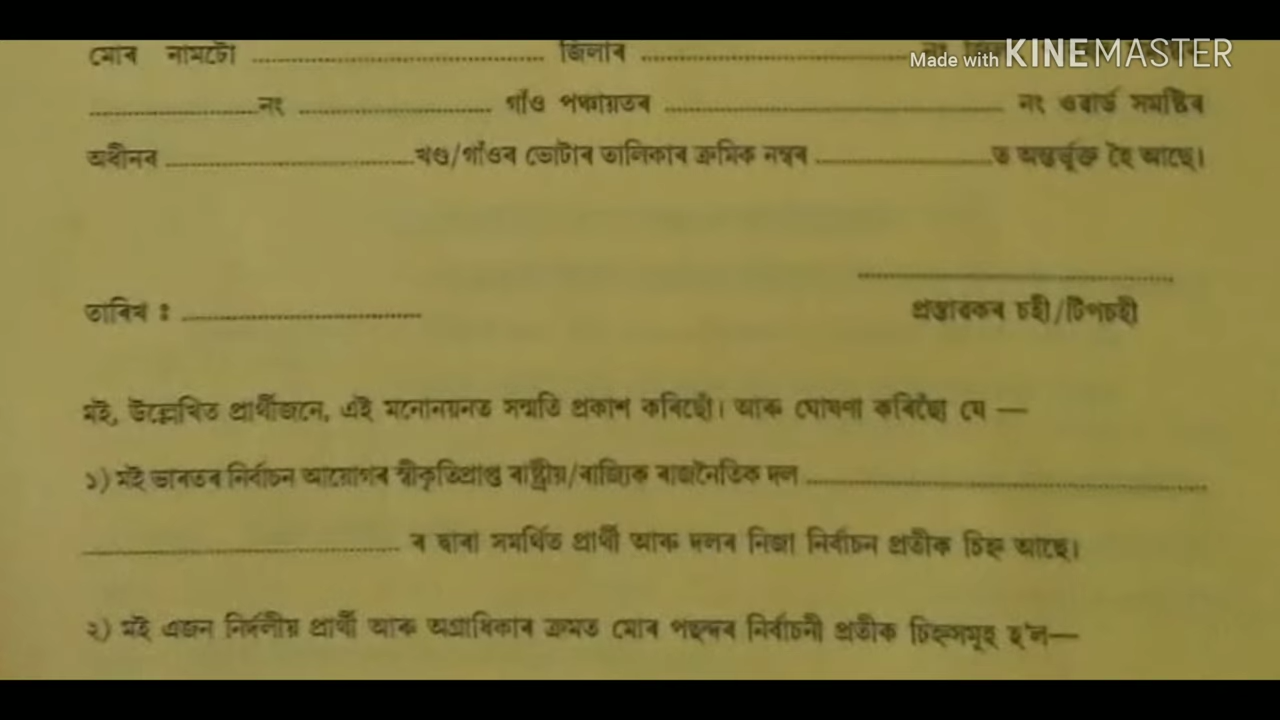 Made with KINEMASTER
মোৰ নামটো ................ জিলাৰ ................ নং
................নং ................ গাঁও পঞ্চায়তৰ ................ নং ওৱাৰ্ড সমষ্টিৰ
অধীনৰ ................খণ্ড/গাঁওৰ ভোটাৰ তালিকাৰ ক্ৰমিক নম্বৰ ................ত অন্তৰ্ভূক্ত হৈ আছে।
তাৰিখ : ................
প্ৰস্তাৱকৰ চহী/টিপচহী
মই, উল্লেখিত প্ৰাৰ্থীজনে, এই মনোনয়নত সন্মতি প্ৰকাশ কৰিছোঁ। আৰু ঘোষণা কৰিছোঁ যে —
১) মই ভাৰতৰ নিৰ্বাচন আয়োগৰ স্বীকৃতিপ্ৰাপ্ত ৰাষ্ট্ৰীয়/ৰাজ্যিক ৰাজনৈতিক দল ................
................ ৰ দ্বাৰা সমৰ্থিত প্ৰাৰ্থী আৰু দলৰ নিজা নিৰ্বাচন প্ৰতীক চিহ্ন আছে।
২) মই এজন নিৰ্দলীয় প্ৰাৰ্থী আৰু অগ্ৰাধিকাৰ ক্ৰমত মোৰ পছন্দৰ নিৰ্বাচনী প্ৰতীক চিহ্নসমূহ হ'ল—